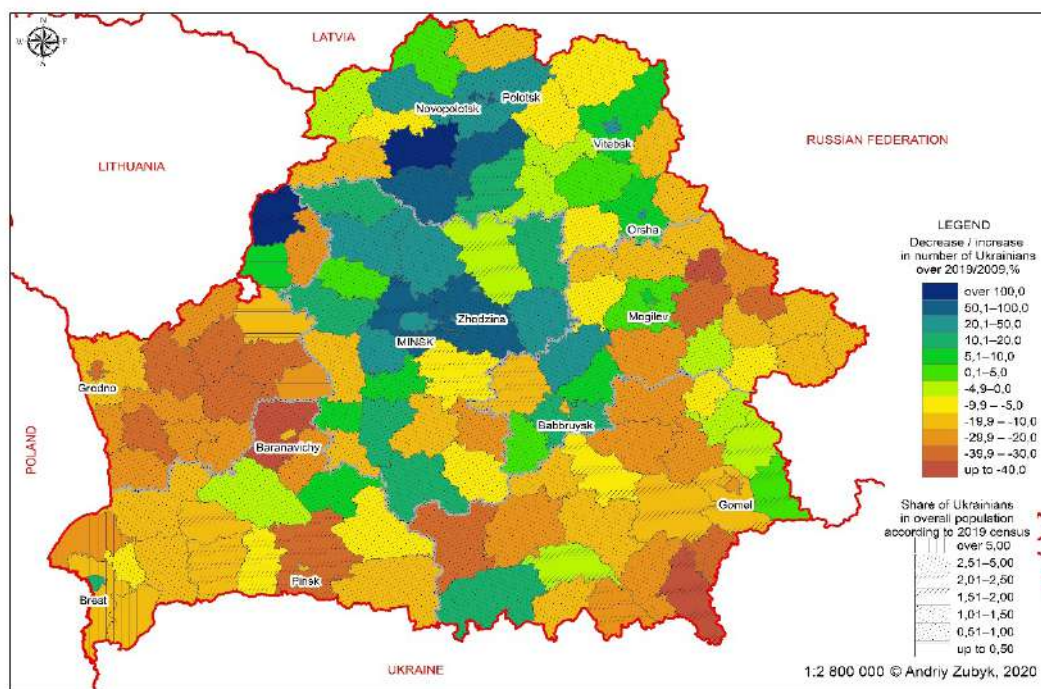 N
W
E
S
LATVIA
LITHUANIA
RUSSIAN FEDERATION
POLAND
UKRAINE
Novopolotsk
Polotsk
Vitebsk
Orsha
Mogilev
Zhodzina
MINSK
Grodno
Baranavichy
Babbruysk
Gomel
Pinsk
Brest
LEGEND
Decrease / increase
in number of Ukrainians
over 2019/2009,%
over 100,0
50,1–100,0
20,1–50,0
10,1–20,0
5,1–10,0
0,1–5,0
-4,9–0,0
-9,9 – -5,0
-19,9 – -10,0
-29,9 – -20,0
-39,9 – -30,0
up to -40,0
Share of Ukrainians
in overall population
according to 2019 census
over 5,00
2,51–5,00
2,01–2,50
1,51–2,00
1,01–1,50
0,51–1,00
up to 0,50
1:2 800 000 © Andriy Zubyk, 2020